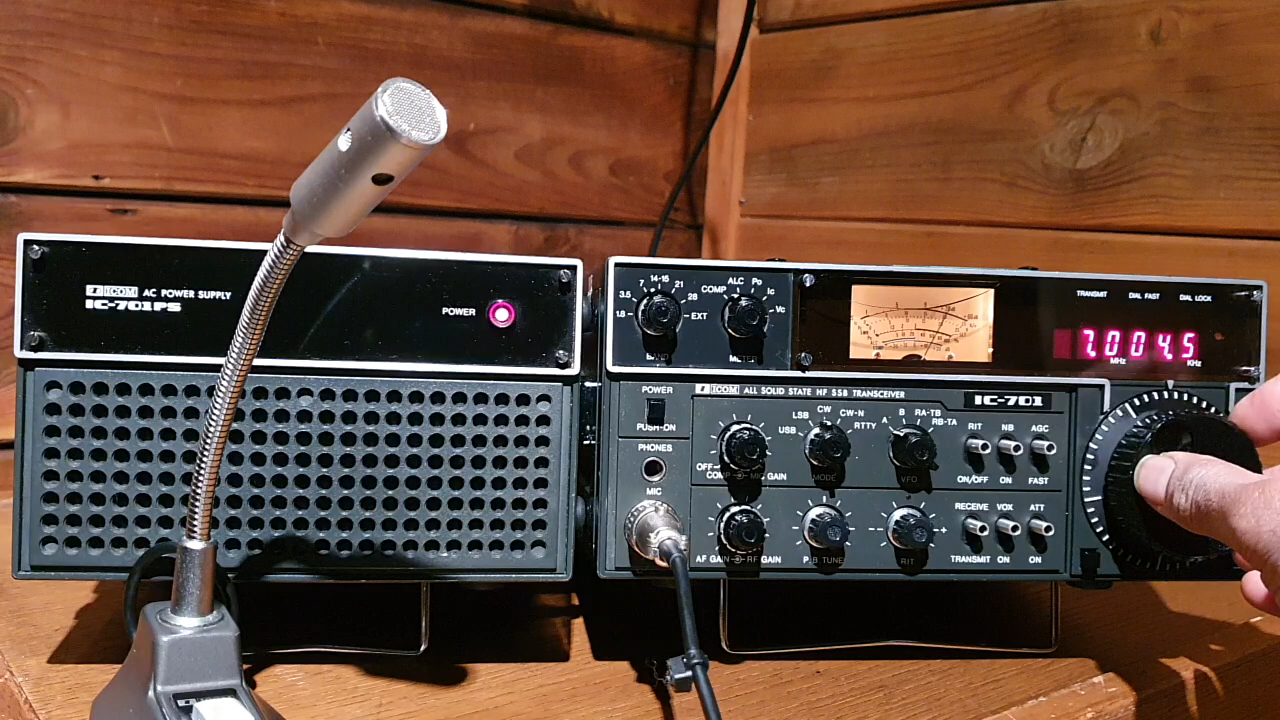 ICOM AC POWER SUPPLY
IC-701PS
POWER
1.8 3.5 7 14-15 21 28 EXT
BAND
COMP ALC Po Ic Vc
METER
TRANSMIT DIAL FAST DIAL LOCK
7.004.5
MHz KHz
POWER
PUSH-ON
ICOM ALL SOLID STATE HF SSB TRANSCEIVER
IC-701
PHONES
MIC
OFF
COMP MIC GAIN
USB LSB CW CW-N RTTY
MODE
A B RA-TB RB-TA
VFO
RIT NB AGC
ON/OFF ON FAST
AF GAIN RF GAIN
P.B.TUNE
- +
RIT
RECEIVE VOX ATT
TRANSMIT ON ON